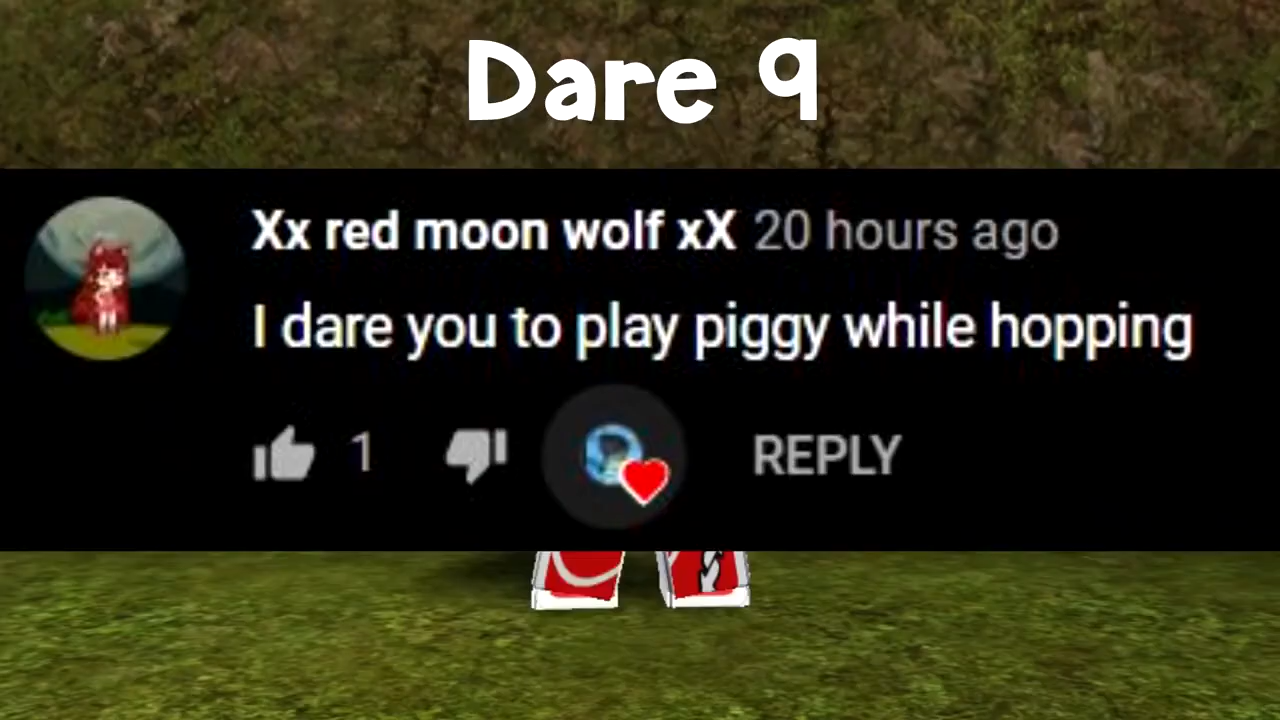 Dare 9
Xx red moon wolf xX 20 hours ago
I dare you to play piggy while hopping
1 REPLY